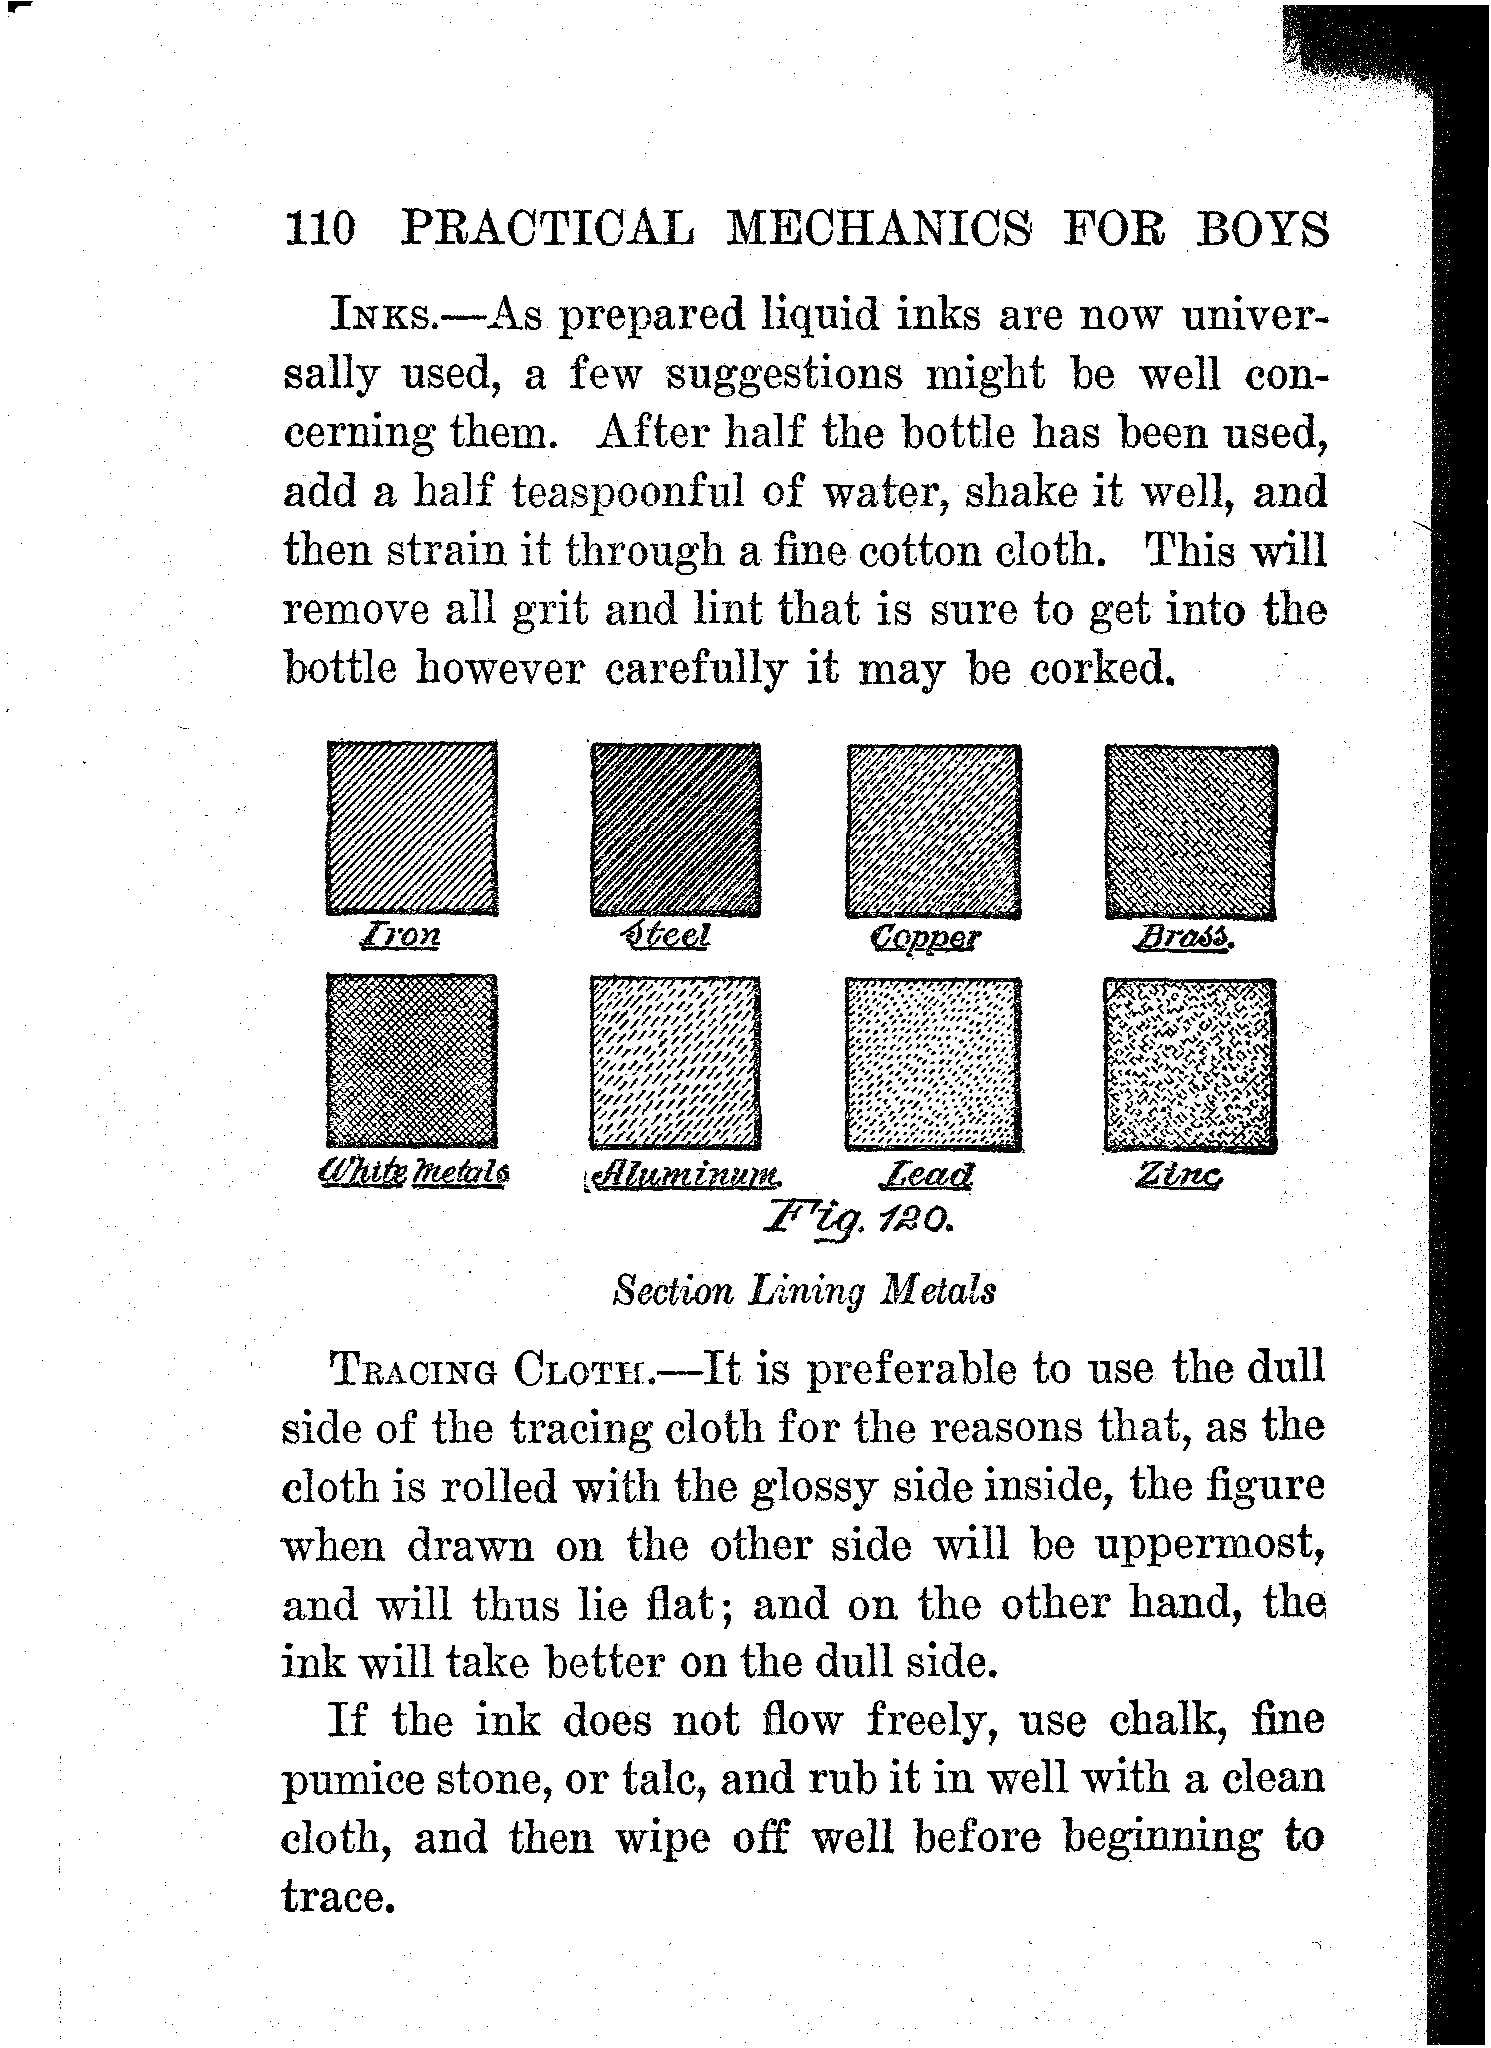 110 PRACTICAL MECHANICS FOR BOYS
INKS.—As prepared liquid inks are now univer-
sally used, a few suggestions might be well con-
cerning them. After half the bottle has been used,
add a half teaspoonful of water, shake it well, and
then strain it through a fine cotton cloth. This will
remove all grit and lint that is sure to get into the
bottle however carefully it may be corked.
Iron Steel Copper Brass.
White metals Aluminum. Lead Zinc
Fig. 120.
Section Lining Metals
TRACING CLOTH.—It is preferable to use the dull
side of the tracing cloth for the reasons that, as the
cloth is rolled with the glossy side inside, the figure
when drawn on the other side will be uppermost,
and will thus lie flat; and on the other hand, the
ink will take better on the dull side.
If the ink does not flow freely, use chalk, fine
pumice stone, or talc, and rub it in well with a clean
cloth, and then wipe off well before beginning to
trace.